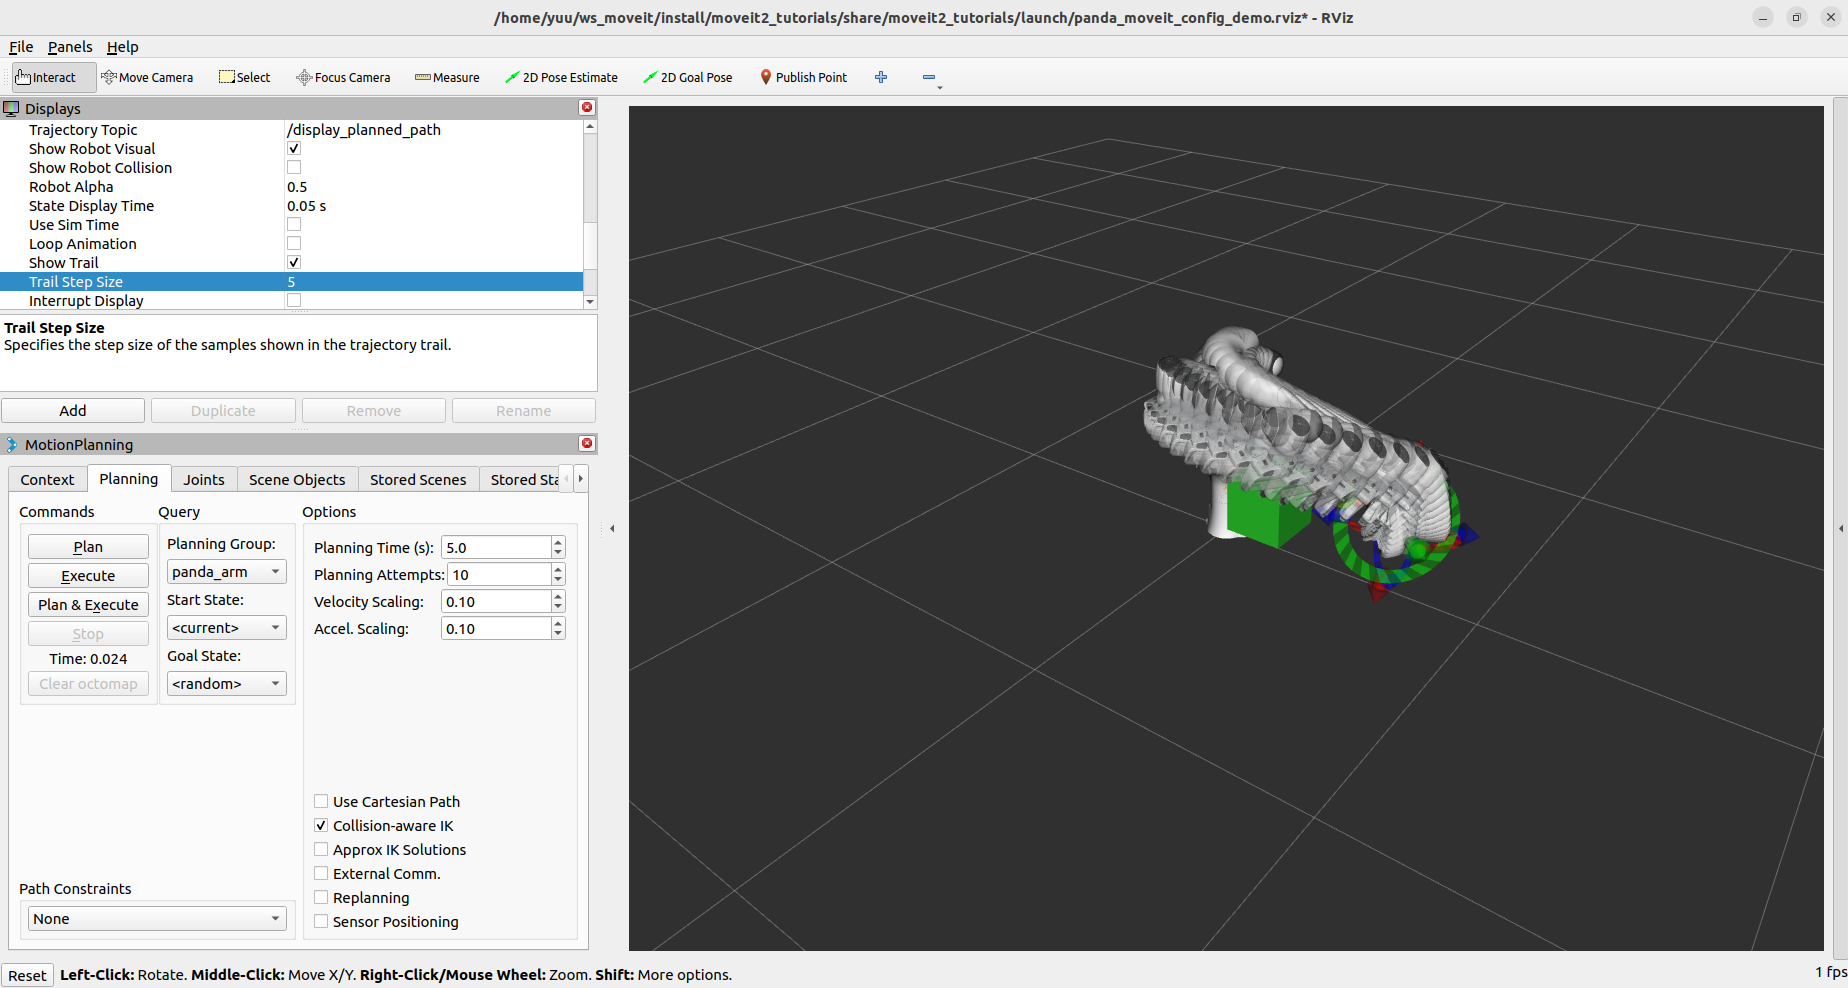 /home/yuu/ws_moveit/install/moveit2_tutorials/share/moveit2_tutorials/launch/panda_moveit_config_demo.rviz* - RViz
File Panels Help
Interact Move Camera Select Focus Camera Measure 2D Pose Estimate 2D Goal Pose Publish Point
Displays
Trajectory Topic /display_planned_path
Show Robot Visual
Show Robot Collision
Robot Alpha 0.5
State Display Time 0.05 s
Use Sim Time
Loop Animation
Show Trail
Trail Step Size 5
Interrupt Display
Trail Step Size
Specifies the step size of the samples shown in the trajectory trail.
Add Duplicate Remove Rename
MotionPlanning
Context Planning Joints Scene Objects Stored Scenes Stored Sta
Commands Query Options
Plan
Execute
Plan & Execute
Stop
Time: 0.024
Clear octomap
Planning Group:
panda_arm
Start State:
<current>
Goal State:
<random>
Planning Time (s): 5.0
Planning Attempts: 10
Velocity Scaling: 0.10
Accel. Scaling: 0.10
Use Cartesian Path
Collision-aware IK
Approx IK Solutions
External Comm.
Replanning
Sensor Positioning
Path Constraints
None
Reset Left-Click: Rotate. Middle-Click: Move X/Y. Right-Click/Mouse Wheel: Zoom. Shift: More options. 1 fps